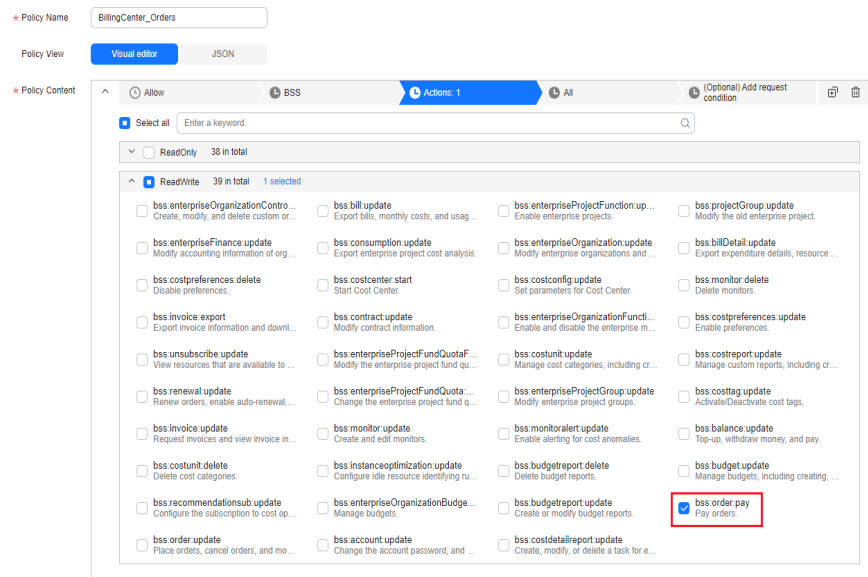 * Policy Name BillingCenter_Orders
Policy View Visual editor JSON
* Policy Content Allow BSS Actions: 1 All (Optional) Add request condition
Select all Enter a keyword.
ReadOnly 38 in total
ReadWrite 39 in total 1 selected
bss:enterpriseOrganizationContro... bss:bill:update bss:enterpriseProjectFunction:up... bss:projectGroup:update
Create, modify, and delete custom or... Export bills, monthly costs, and usag... Enable enterprise projects. Modify the old enterprise project.
bss:enterpriseFinance:update bss:consumption:update bss:enterpriseOrganization:update bss:billDetail:update
Modify accounting information of org... Export enterprise project cost analysis. Modify enterprise organizations and ... Export expenditure details, resource ...
bss:costpreferences:delete bss:costcenter:start bss:costconfig:update bss:monitor:delete
Disable preferences. Start Cost Center. Set parameters for Cost Center. Delete monitors.
bss:invoice:export bss:contract:update bss:enterpriseOrganizationFuncti... bss:costpreferences:update
Export invoice information and downl... Modify contract information. Enable and disable the enterprise m... Enable preferences.
bss:unsubscribe:update bss:enterpriseProjectFundQuotaF... bss:costunit:update bss:costreport:update
View resources that are available to ... Modify the enterprise project fund qu... Manage cost categories, including cr... Manage custom reports, including cr...
bss:renewal:update bss:enterpriseProjectFundQuota:... bss:enterpriseProjectGroup:update bss:costtag:update
Renew orders, enable auto-renewal,... Change the enterprise project fund q... Modify enterprise project groups. Activate/Deactivate cost tags.
bss:invoice:update bss:monitor:update bss:monitoralert:update bss:balance:update
Request invoices and view invoice in... Create and edit monitors. Enable alerting for cost anomalies. Top-up, withdraw money, and pay.
bss:costunit:delete bss:instanceoptimization:update bss:budgetreport:delete bss:budget:update
Delete cost categories. Configure idle resource identifying ru... Delete budget reports. Manage budgets, including creating, ...
bss:recommendationsub:update bss:enterpriseOrganizationBudge... bss:budgetreport:update bss:order:pay
Configure the subscription to cost op... Manage budgets. Create or modify budget reports. Pay orders.
bss:order:update bss:account:update bss:costdetailreport:update
Place orders, cancel orders, and mo... Change the account password, and ... Create, modify, or delete a task for e...